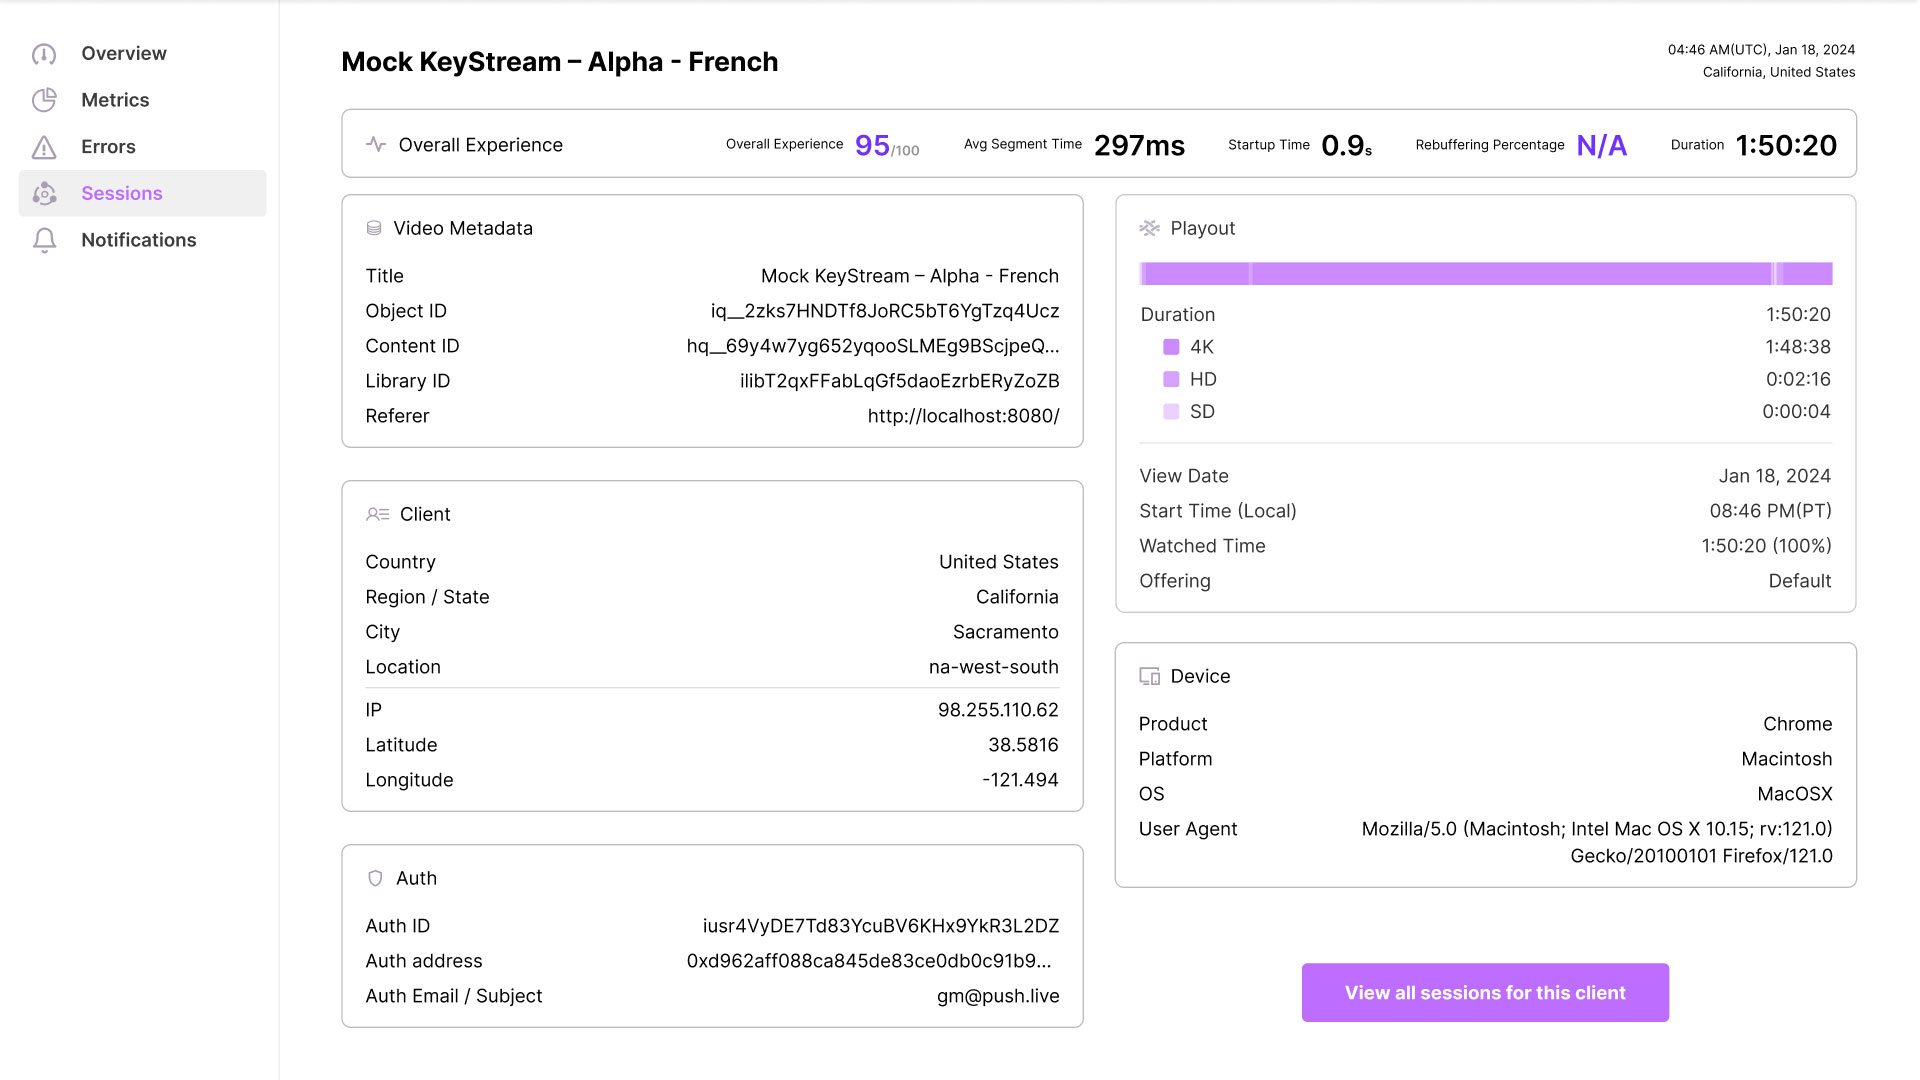 Overview
Metrics
Errors
Sessions
Notifications
Mock KeyStream – Alpha - French
04:46 AM(UTC), Jan 18, 2024
California, United States
Overall Experience
Overall Experience 95/100
Avg Segment Time 297ms
Startup Time 0.9s
Rebuffering Percentage N/A
Duration 1:50:20
Video Metadata
Title Mock KeyStream – Alpha - French
Object ID iq__2zks7HNDTf8JoRC5bT6YgTzq4Ucz
Content ID hq__69y4w7yg652yqooSLMEg9BScjpeQ...
Library ID ilibT2qxFFabLqGf5daoEzrbERyZoZB
Referer http://localhost:8080/
Client
Country United States
Region / State California
City Sacramento
Location na-west-south
IP 98.255.110.62
Latitude 38.5816
Longitude -121.494
Auth
Auth ID iusr4VyDE7Td83YcuBV6KHx9YkR3L2DZ
Auth address 0xd962aff088ca845de83ce0db0c91b9...
Auth Email / Subject gm@push.live
Playout
Duration 1:50:20
4K 1:48:38
HD 0:02:16
SD 0:00:04
View Date Jan 18, 2024
Start Time (Local) 08:46 PM(PT)
Watched Time 1:50:20 (100%)
Offering Default
Device
Product Chrome
Platform Macintosh
OS MacOSX
User Agent Mozilla/5.0 (Macintosh; Intel Mac OS X 10.15; rv:121.0)
Gecko/20100101 Firefox/121.0
View all sessions for this client